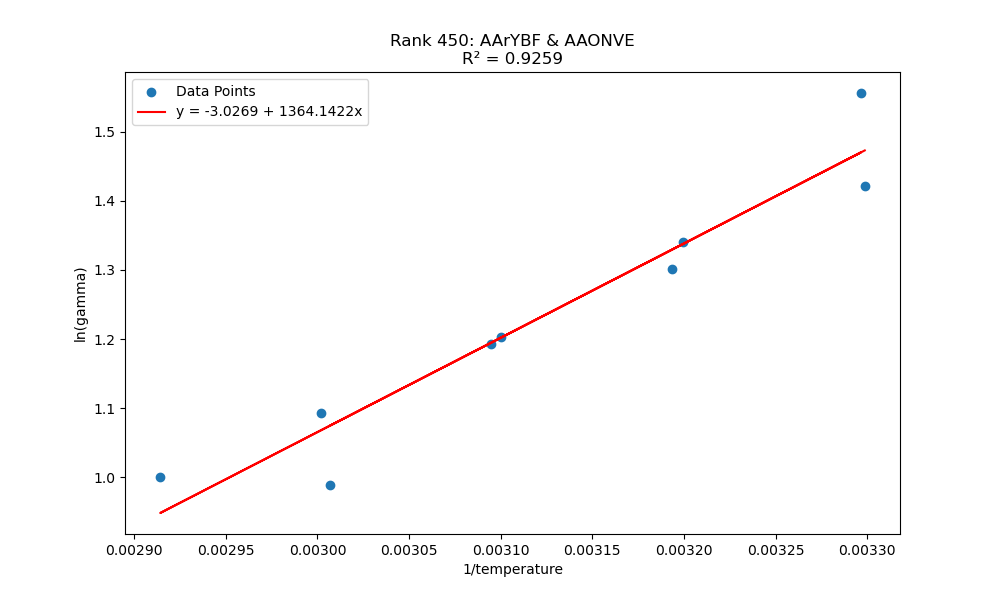 Rank 450: AArYBF & AAONVE
R² = 0.9259
Data Points
y = -3.0269 + 1364.1422x
1.5
1.4
1.3
1.2
1.1
1.0
ln(gamma)
0.00290 0.00295 0.00300 0.00305 0.00310 0.00315 0.00320 0.00325 0.00330
1/temperature